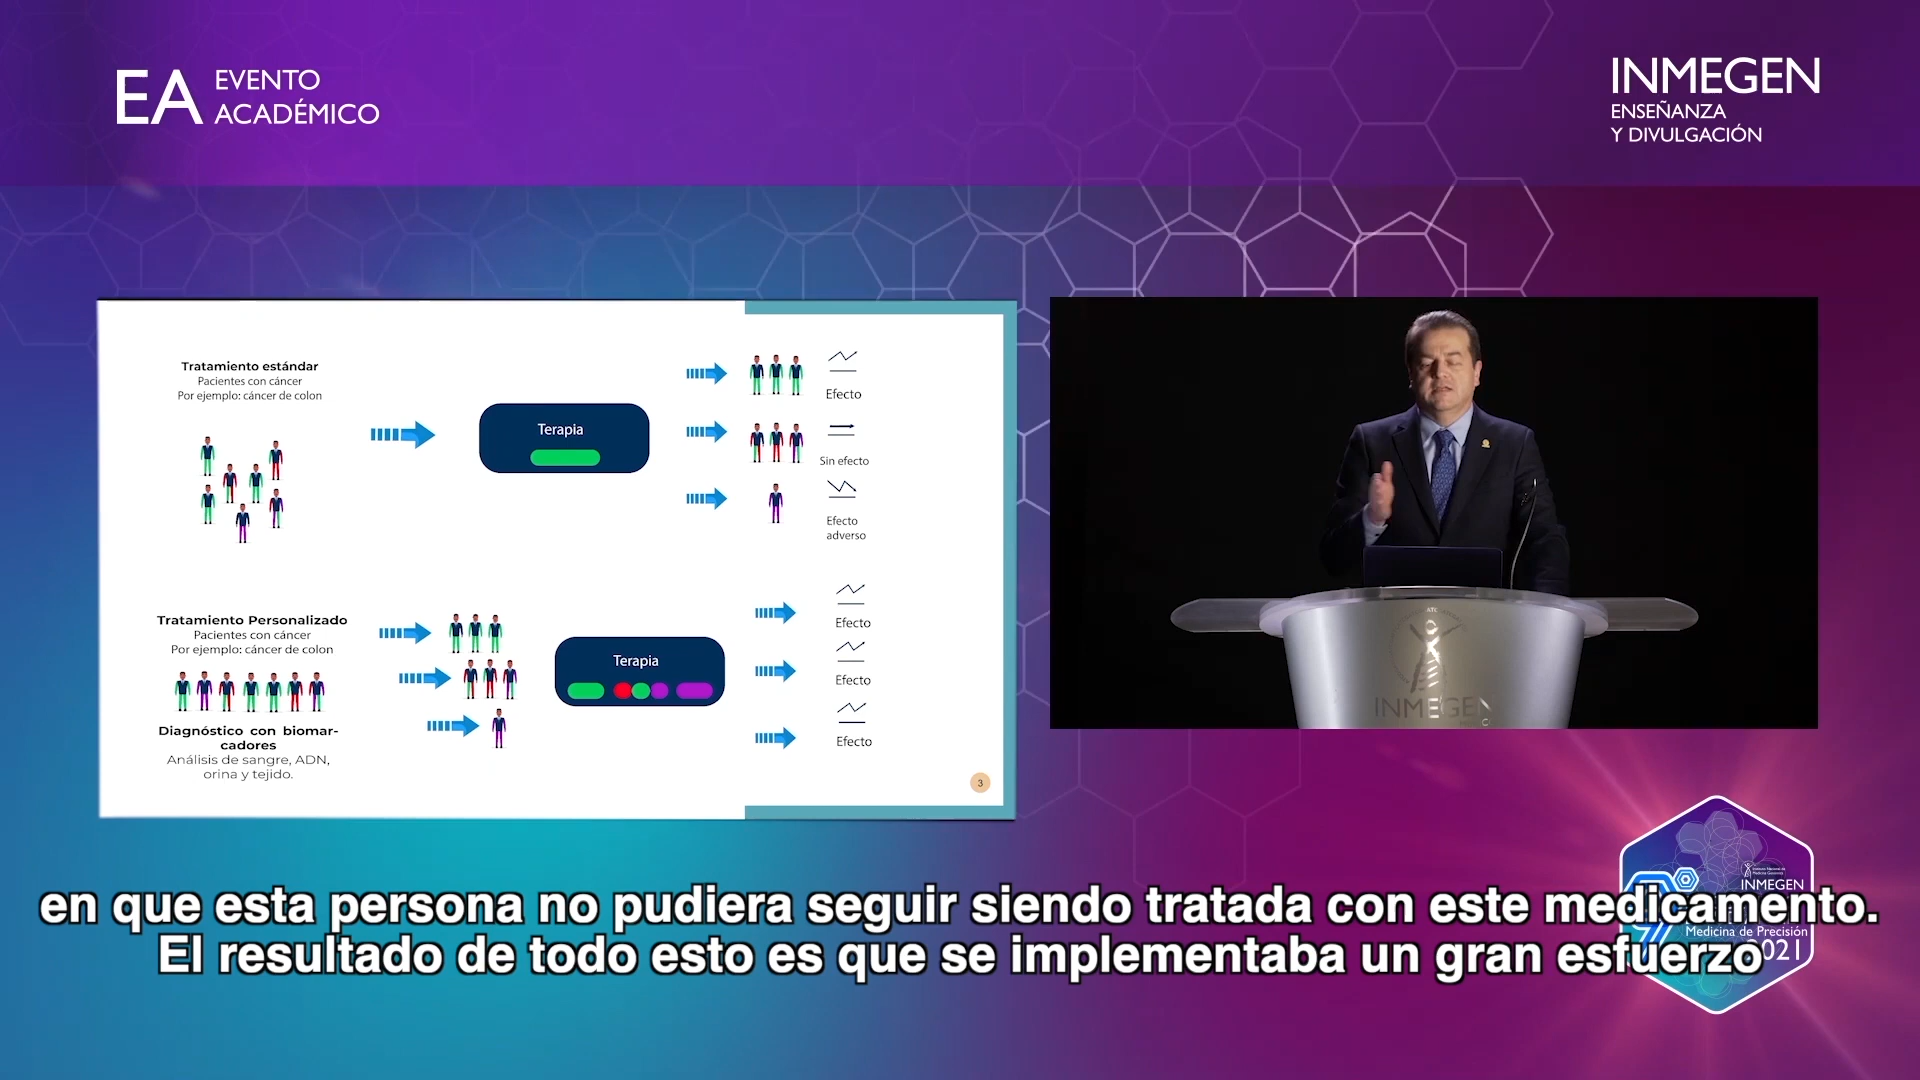 EA
EVENTO
ACADÉMICO
INMEGEN
ENSEÑANZA
Y DIVULGACIÓN
Tratamiento estándar
Pacientes con cáncer
Por ejemplo: cáncer de colon
Terapia
Efecto
Sin efecto
Efecto
adverso
Tratamiento Personalizado
Pacientes con cáncer
Por ejemplo: cáncer de colon
Diagnóstico con biomar-
cadores
Análisis de sangre, ADN,
orina y tejido.
Terapia
Efecto
Efecto
Efecto
3
INMEGEN
INMEGEN
Medicina de Precisión
2021
en que esta persona no pudiera seguir siendo tratada con este medicamento.
El resultado de todo esto es que se implementaba un gran esfuerzo